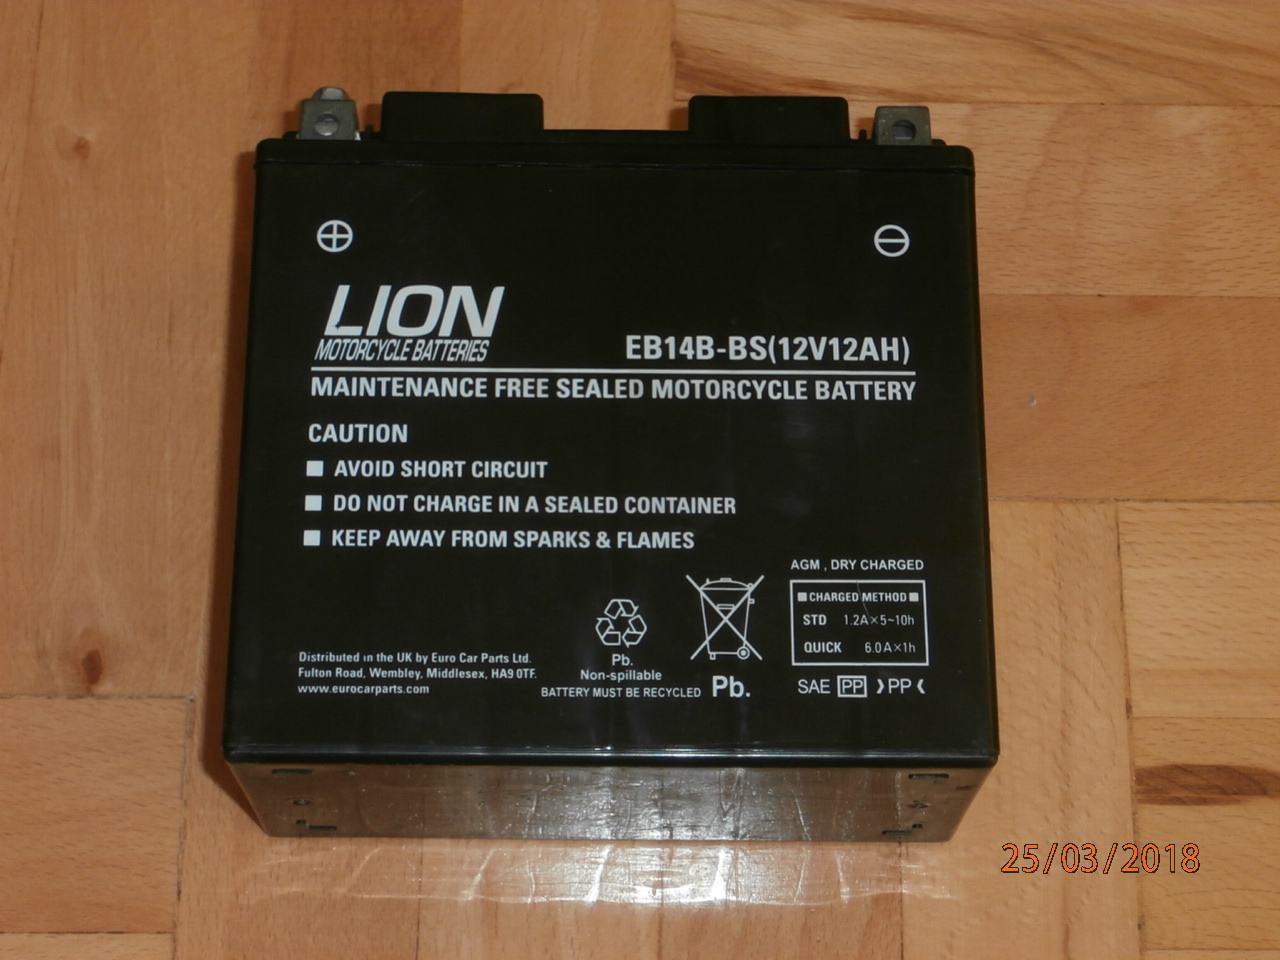 LION
MOTORCYCLE BATTERIES
EB14B-BS(12V12AH)
MAINTENANCE FREE SEALED MOTORCYCLE BATTERY
CAUTION
AVOID SHORT CIRCUIT
DO NOT CHARGE IN A SEALED CONTAINER
KEEP AWAY FROM SPARKS & FLAMES
AGM , DRY CHARGED
CHARGED METHOD
STD 1.2A×5~10h
QUICK 6.0A×1h
Distributed in the UK by Euro Car Parts Ltd.
Fulton Road, Wembley, Middlesex, HA9 0TF.
www.eurocarparts.com
Pb.
Non-spillable
BATTERY MUST BE RECYCLED
Pb.
SAE PP >PP<
25/03/2018